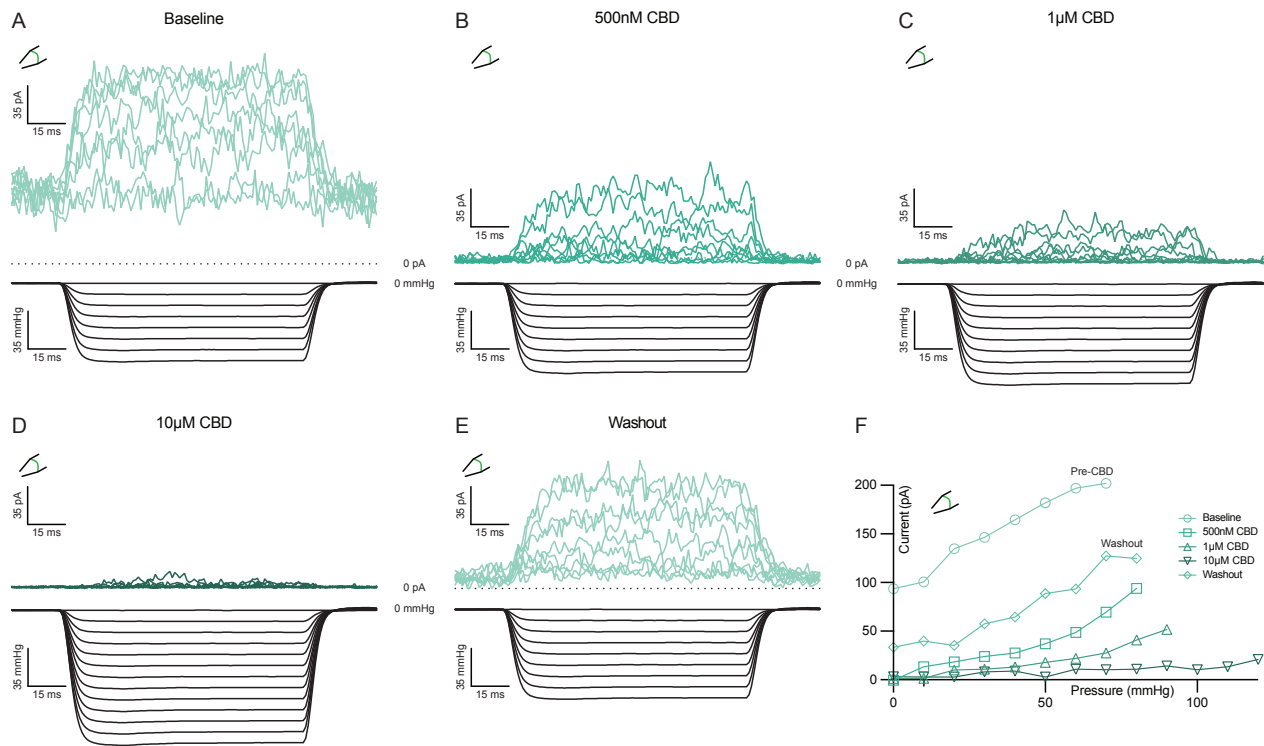 A
Baseline
35 pA
15 ms
0 pA
0 mmHg
35 mmHg
15 ms
B
500nM CBD
35 pA
15 ms
0 pA
0 mmHg
35 mmHg
15 ms
C
1µM CBD
35 pA
15 ms
35 mmHg
15 ms
D
10µM CBD
35 pA
15 ms
0 pA
0 mmHg
35 mmHg
15 ms
E
Washout
35 pA
15 ms
35 mmHg
15 ms
F
Current (pA)
200
150
100
50
0
0
50
100
Pressure (mmHg)
Pre-CBD
Washout
Baseline
500nM CBD
1µM CBD
10µM CBD
Washout